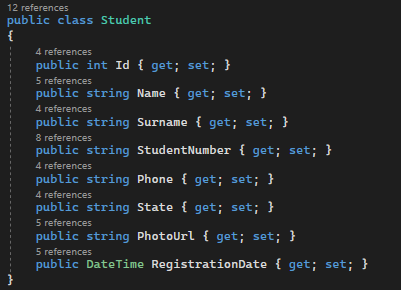 12 references
public class Student
{
4 references
public int Id { get; set; }
5 references
public string Name { get; set; }
4 references
public string Surname { get; set; }
8 references
public string StudentNumber { get; set; }
4 references
public string Phone { get; set; }
4 references
public string State { get; set; }
5 references
public string PhotoUrl { get; set; }
5 references
public DateTime RegistrationDate { get; set; }
}